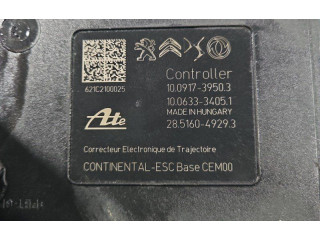 Controller
10.0917-3950.3
10.0633-3405.1
MADE IN HUNGARY
28.5160-4929.3
621C2100025
Ate
Correcteur Electronique de Trajectoire
CONTINENTAL-ESC Base CEM00